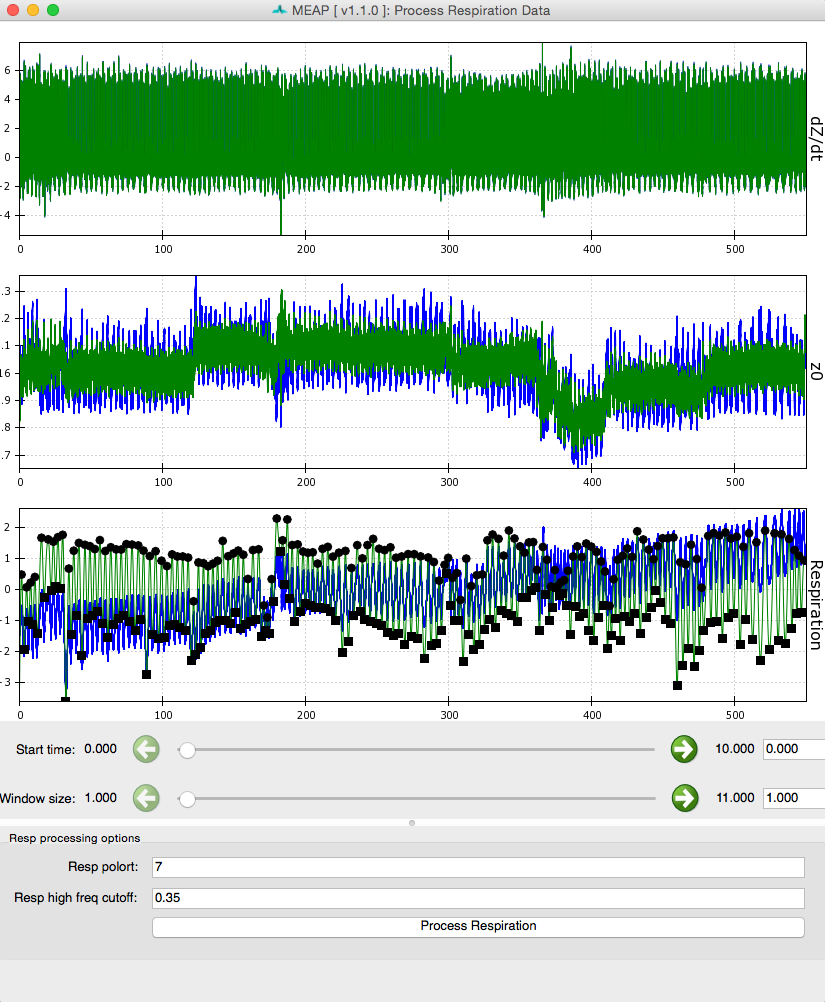 MEAP [ v1.1.0 ]: Process Respiration Data
6
4
2
0
-2
-4
dZ/dt
0 100 200 300 400 500
.3
.2
.1
16
.9
.8
.7
z0
0 100 200 300 400 500
2
1
0
-1
-2
-3
Respiration
0 100 200 300 400 500
Start time: 0.000 10.000 0.000
Window size: 1.000 11.000 1.000
Resp processing options
Resp polort: 7
Resp high freq cutoff: 0.35
Process Respiration